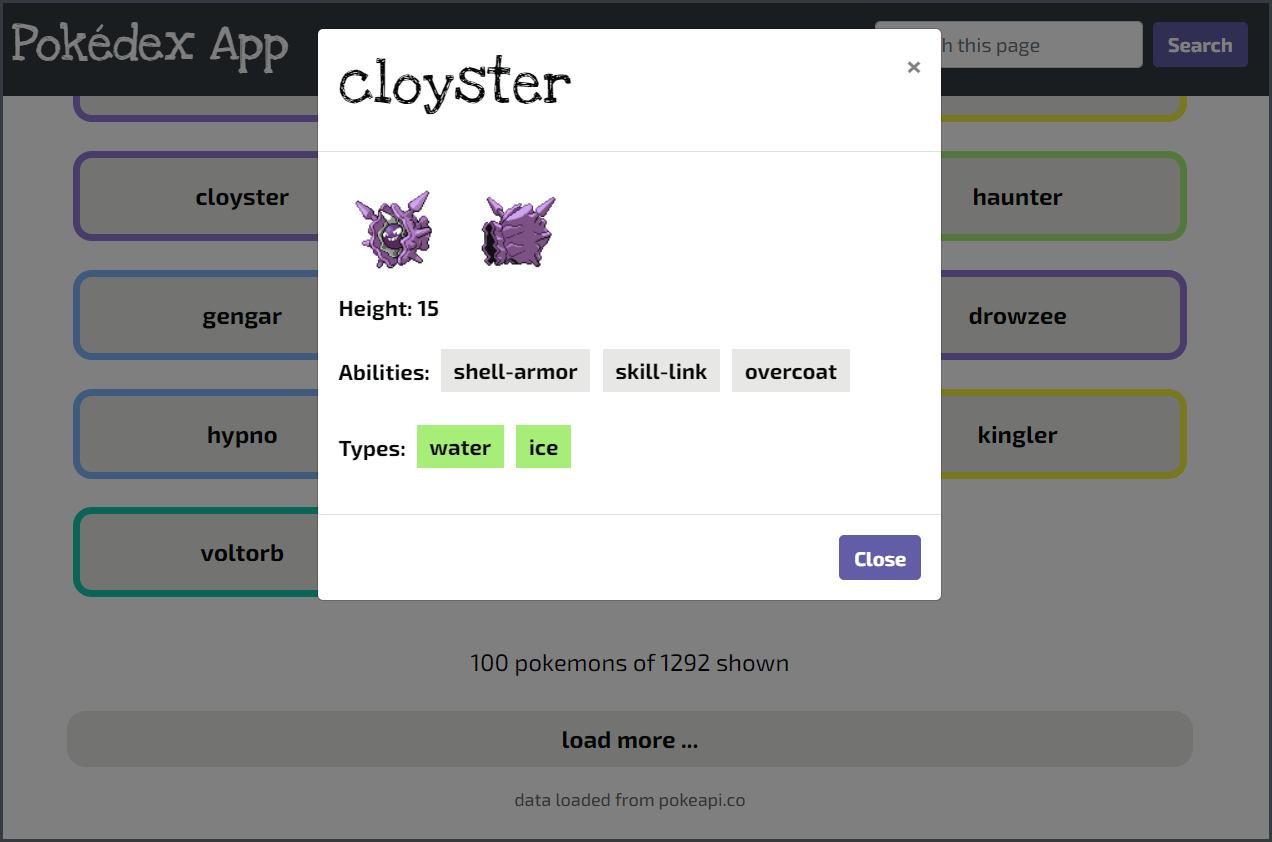 Pokédex App
h this page
Search
cloyster
×
cloyster
haunter
gengar
drowzee
Height: 15
Abilities: shell-armor skill-link overcoat
hypno
kingler
Types: water ice
voltorb
Close
100 pokemons of 1292 shown
load more ...
data loaded from pokeapi.co